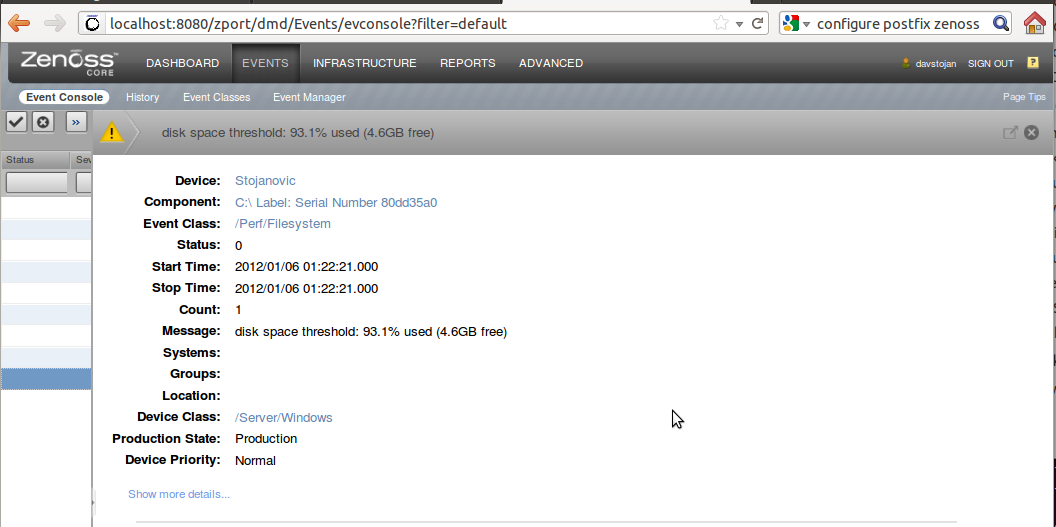 localhost:8080/zport/dmd/Events/evconsole?filter=default
configure postfix zenoss
Zenoss CORE
DASHBOARD EVENTS INFRASTRUCTURE REPORTS ADVANCED
davstojan SIGN OUT ?
Event Console History Event Classes Event Manager Page Tips
»
disk space threshold: 93.1% used (4.6GB free)
Status Sev
Device: Stojanovic
Component: C:\ Label: Serial Number 80dd35a0
Event Class: /Perf/Filesystem
Status: 0
Start Time: 2012/01/06 01:22:21.000
Stop Time: 2012/01/06 01:22:21.000
Count: 1
Message: disk space threshold: 93.1% used (4.6GB free)
Systems:
Groups:
Location:
Device Class: /Server/Windows
Production State: Production
Device Priority: Normal
Show more details...